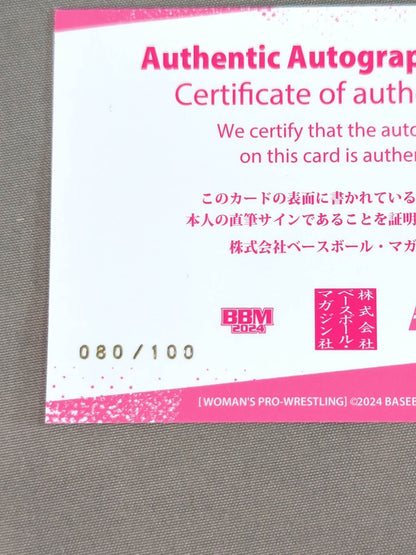 Authentic Autograp
Certificate of authe
We certify that the auto
on this card is authe
このカードの表面に書かれている
本人の直筆サインであることを証明
株式会社ベースボール・マガ
BBM
2024
株式会社
ベースボール・
マガジン社
080/100
[WOMAN'S PRO-WRESTLING] ©2024 BASEB